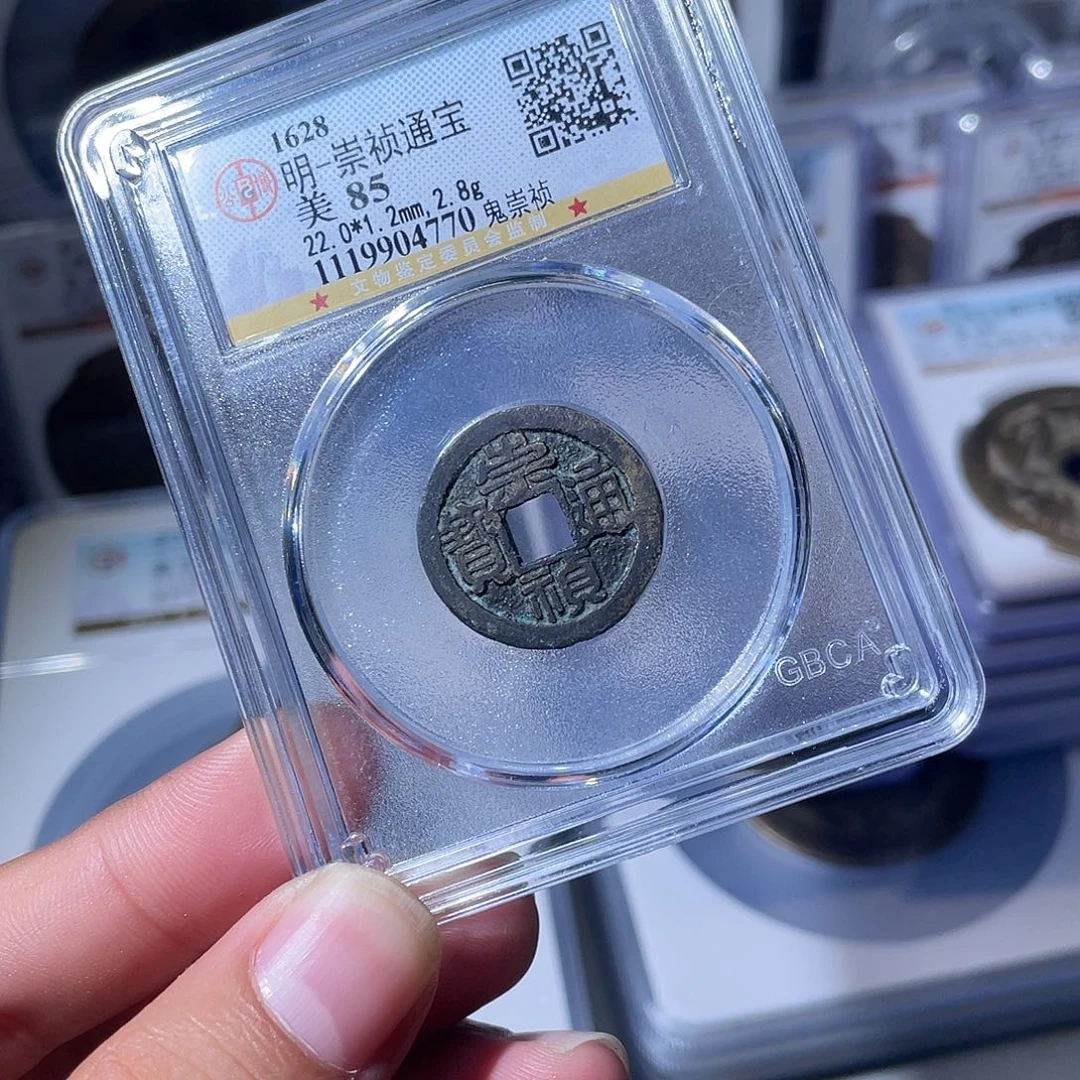 1628
明-崇祯通宝
美 85
22.0*1.2mm,2.8g 鬼崇祯
1119904770
文物鉴定委员会监制
崇
通
寶
禎
GBCA